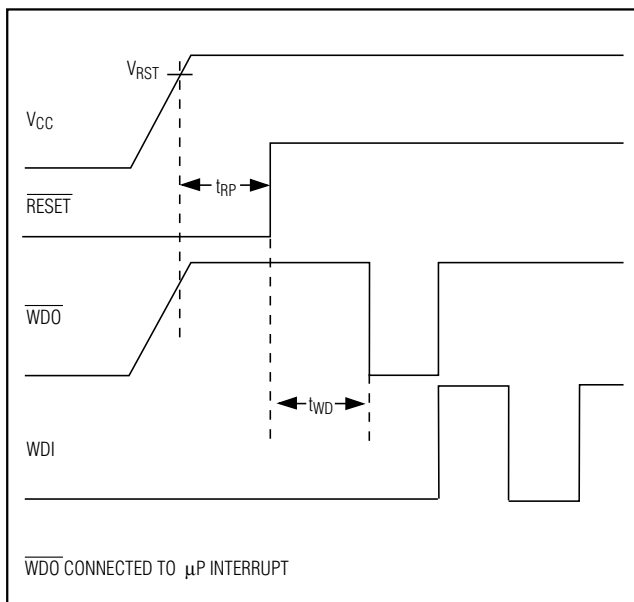 VRST
VCC
tRP
RESET
WDO
tWD
WDI
WDO CONNECTED TO μP INTERRUPT